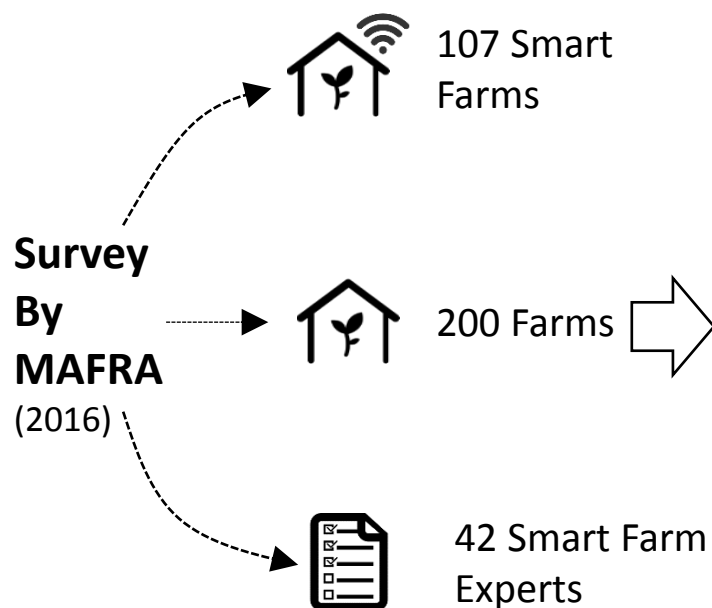 107 Smart
Farms
Survey
By
MAFRA
(2016)
200 Farms
42 Smart Farm
Experts